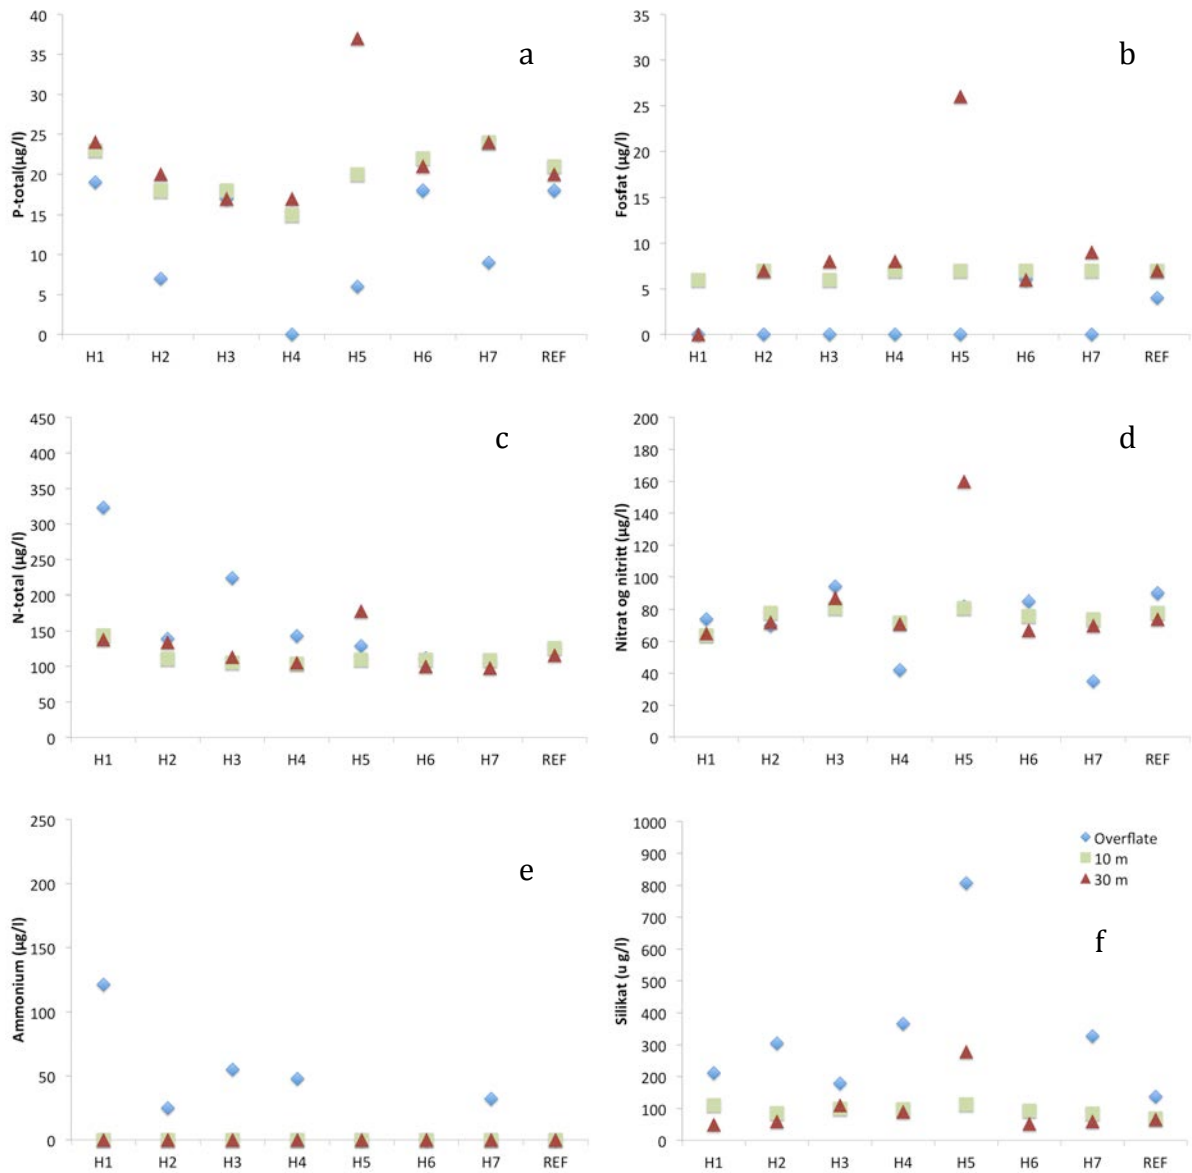 40
35
30
25
20
15
10
5
0
P-total(µg/l)
a
H1 H2 H3 H4 H5 H6 H7 REF
35
30
25
20
15
10
5
0
Fosfat (µg/l)
b
H1 H2 H3 H4 H5 H6 H7 REF
450
400
350
300
250
200
150
100
50
0
N-total (µg/l)
c
H1 H2 H3 H4 H5 H6 H7 REF
200
180
160
140
120
100
80
60
40
20
0
Nitrat og nitritt (µg/l)
d
H1 H2 H3 H4 H5 H6 H7 REF
250
200
150
100
50
0
Ammonium (µg/l)
e
H1 H2 H3 H4 H5 H6 H7 REF
1000
900
800
700
600
500
400
300
200
100
0
Silikat (u g/l)
Overflate
10 m
30 m
f
H1 H2 H3 H4 H5 H6 H7 REF